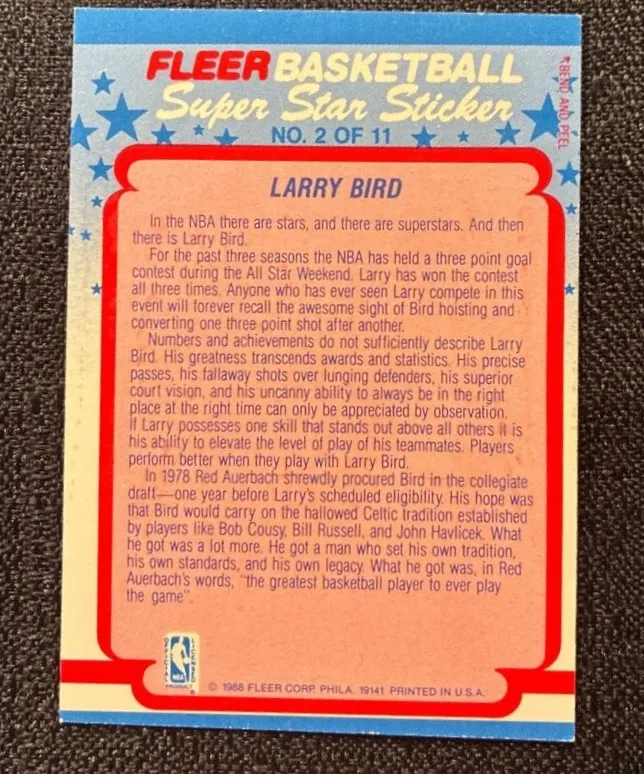 FLEER BASKETBALL
Super Star Sticker
NO. 2 OF 11
BEND AND PEEL
LARRY BIRD
In the NBA there are stars, and there are superstars. And then
there is Larry Bird.
For the past three seasons the NBA has held a three point goal
contest during the All Star Weekend. Larry has won the contest
all three times. Anyone who has ever seen Larry compete in this
event will forever recall the awesome sight of Bird hoisting and
converting one three point shot after another.
Numbers and achievements do not sufficiently describe Larry
Bird. His greatness transcends awards and statistics. His precise
passes, his fallaway shots over lunging defenders, his superior
court vision, and his uncanny ability to always be in the right
place at the right time can only be appreciated by observation.
If Larry possesses one skill that stands out above all others it is
his ability to elevate the level of play of his teammates. Players
perform better when they play with Larry Bird.
In 1978 Red Auerbach shrewdly procured Bird in the collegiate
draft—one year before Larry's scheduled eligibility. His hope was
that Bird would carry on the hallowed Celtic tradition established
by players like Bob Cousy, Bill Russell, and John Havlicek. What
he got was a lot more. He got a man who set his own tradition,
his own standards, and his own legacy. What he got was, in Red
Auerbach's words, "the greatest basketball player to ever play
the game".
OFFICIAL
LICENSED
NBA
PRODUCT
© 1988 FLEER CORP. PHILA. 19141 PRINTED IN U.S.A.